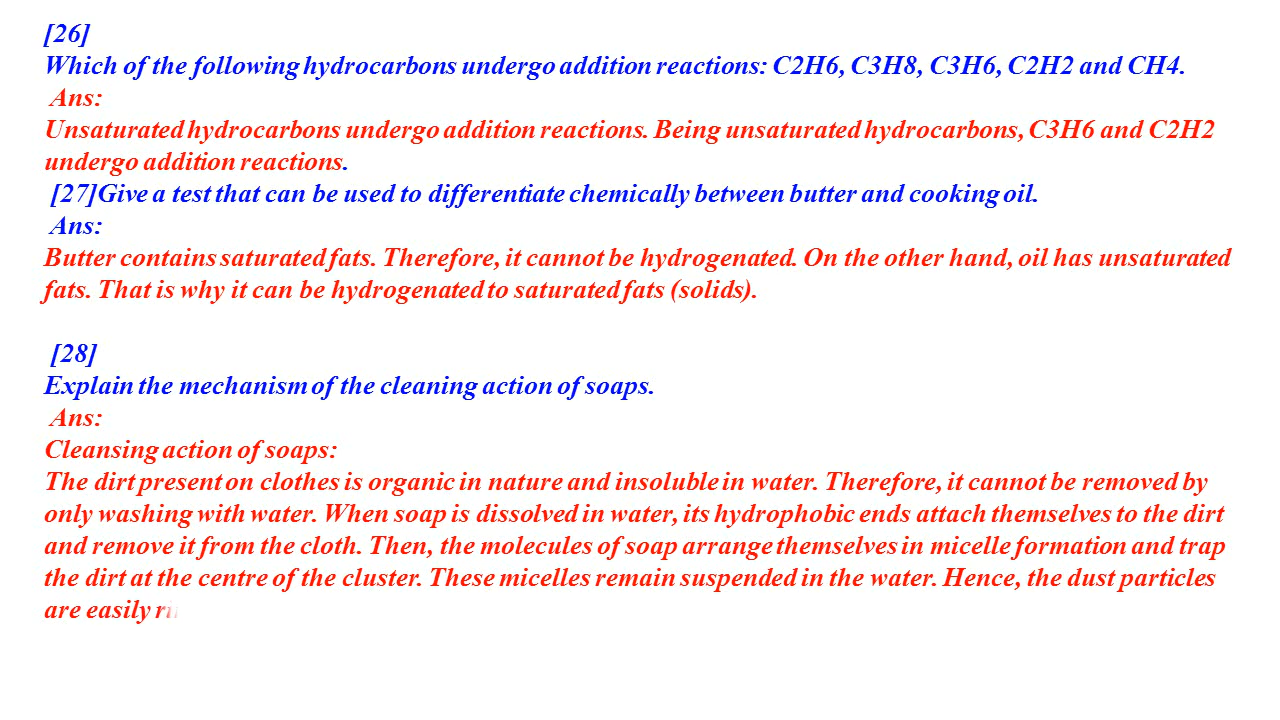 [26]
Which of the following hydrocarbons undergo addition reactions: C2H6, C3H8, C3H6, C2H2 and CH4.
Ans:
Unsaturated hydrocarbons undergo addition reactions. Being unsaturated hydrocarbons, C3H6 and C2H2
undergo addition reactions.
[27]Give a test that can be used to differentiate chemically between butter and cooking oil.
Ans:
Butter contains saturated fats. Therefore, it cannot be hydrogenated. On the other hand, oil has unsaturated
fats. That is why it can be hydrogenated to saturated fats (solids).
[28]
Explain the mechanism of the cleaning action of soaps.
Ans:
Cleansing action of soaps:
The dirt present on clothes is organic in nature and insoluble in water. Therefore, it cannot be removed by
only washing with water. When soap is dissolved in water, its hydrophobic ends attach themselves to the dirt
and remove it from the cloth. Then, the molecules of soap arrange themselves in micelle formation and trap
the dirt at the centre of the cluster. These micelles remain suspended in the water. Hence, the dust particles
are easily